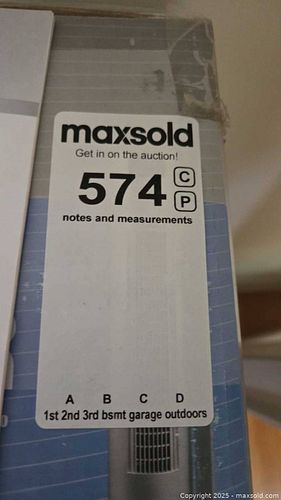 maxsold
Get in on the auction!
574 C
P
notes and measurements
A B C D
1st 2nd 3rd bsmt garage outdoors
Copyright 2025 - maxsold.com